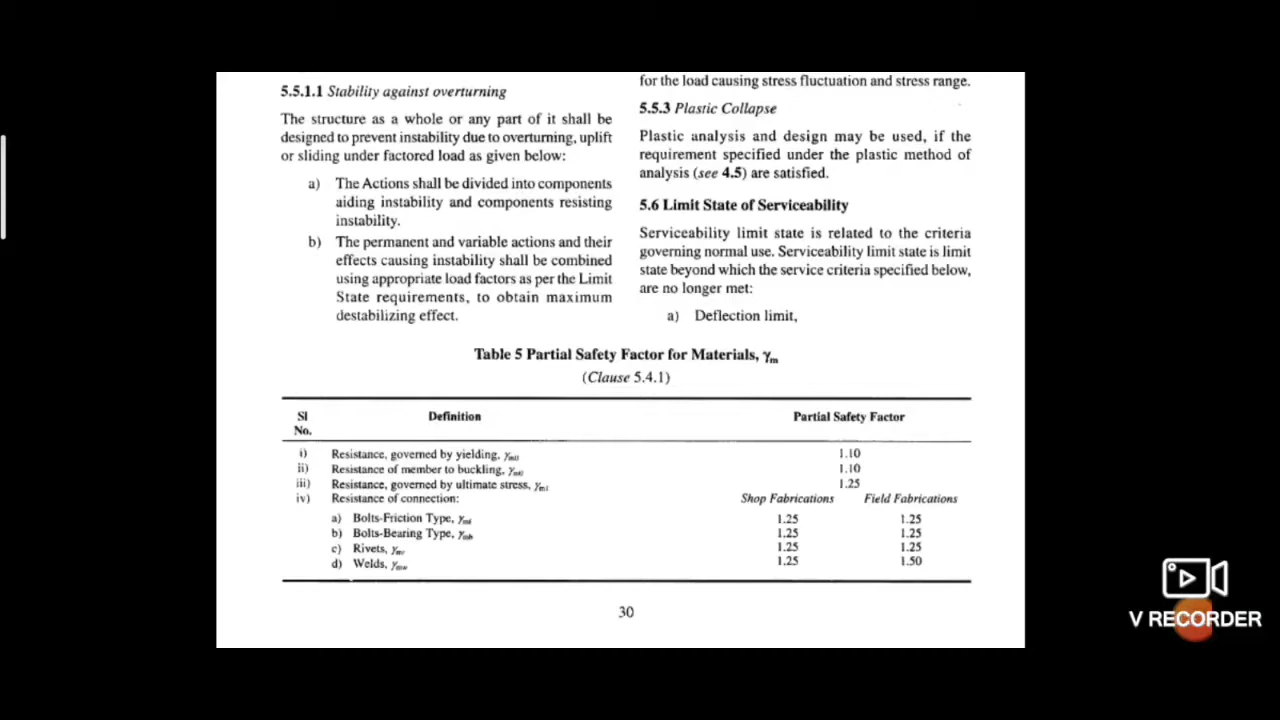 5.5.1.1 Stability against overturning
The structure as a whole or any part of it shall be
designed to prevent instability due to overturning, uplift
or sliding under factored load as given below:
a) The Actions shall be divided into components
aiding instability and components resisting
instability.
b) The permanent and variable actions and their
effects causing instability shall be combined
using appropriate load factors as per the Limit
State requirements, to obtain maximum
destabilizing effect.
for the load causing stress fluctuation and stress range.
5.5.3 Plastic Collapse
Plastic analysis and design may be used, if the
requirement specified under the plastic method of
analysis (see 4.5) are satisfied.
5.6 Limit State of Serviceability
Serviceability limit state is related to the criteria
governing normal use. Serviceability limit state is limit
state beyond which the service criteria specified below,
are no longer met:
a) Deflection limit,
Table 5 Partial Safety Factor for Materials, γm
(Clause 5.4.1)
Sl Definition Partial Safety Factor
No.
i) Resistance, governed by yielding, γm0 1.10
ii) Resistance of member to buckling, γm0 1.10
iii) Resistance, governed by ultimate stress, γm1 1.25
iv) Resistance of connection: Shop Fabrications Field Fabrications
a) Bolts-Friction Type, γmf 1.25 1.25
b) Bolts-Bearing Type, γmb 1.25 1.25
c) Rivets, γmr 1.25 1.25
d) Welds, γmw 1.25 1.50
30
V RECORDER